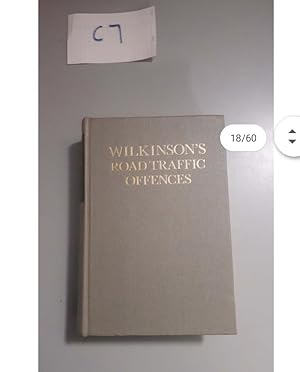 C7
18/60
WILKINSON'S
ROAD TRAFFIC
OFFENCES